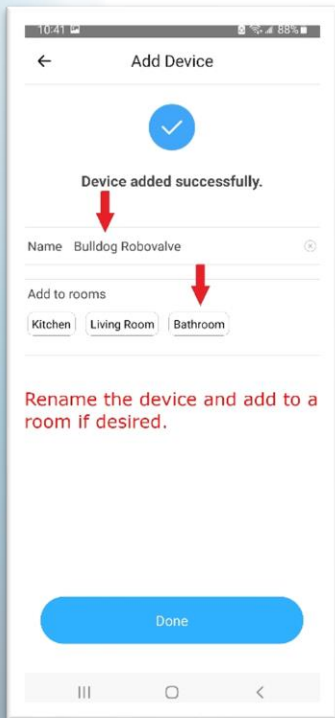 10:41 88%
Add Device
Device added successfully.
Name Bulldog Robovalve
Add to rooms
Kitchen Living Room Bathroom
Rename the device and add to a
room if desired.
Done